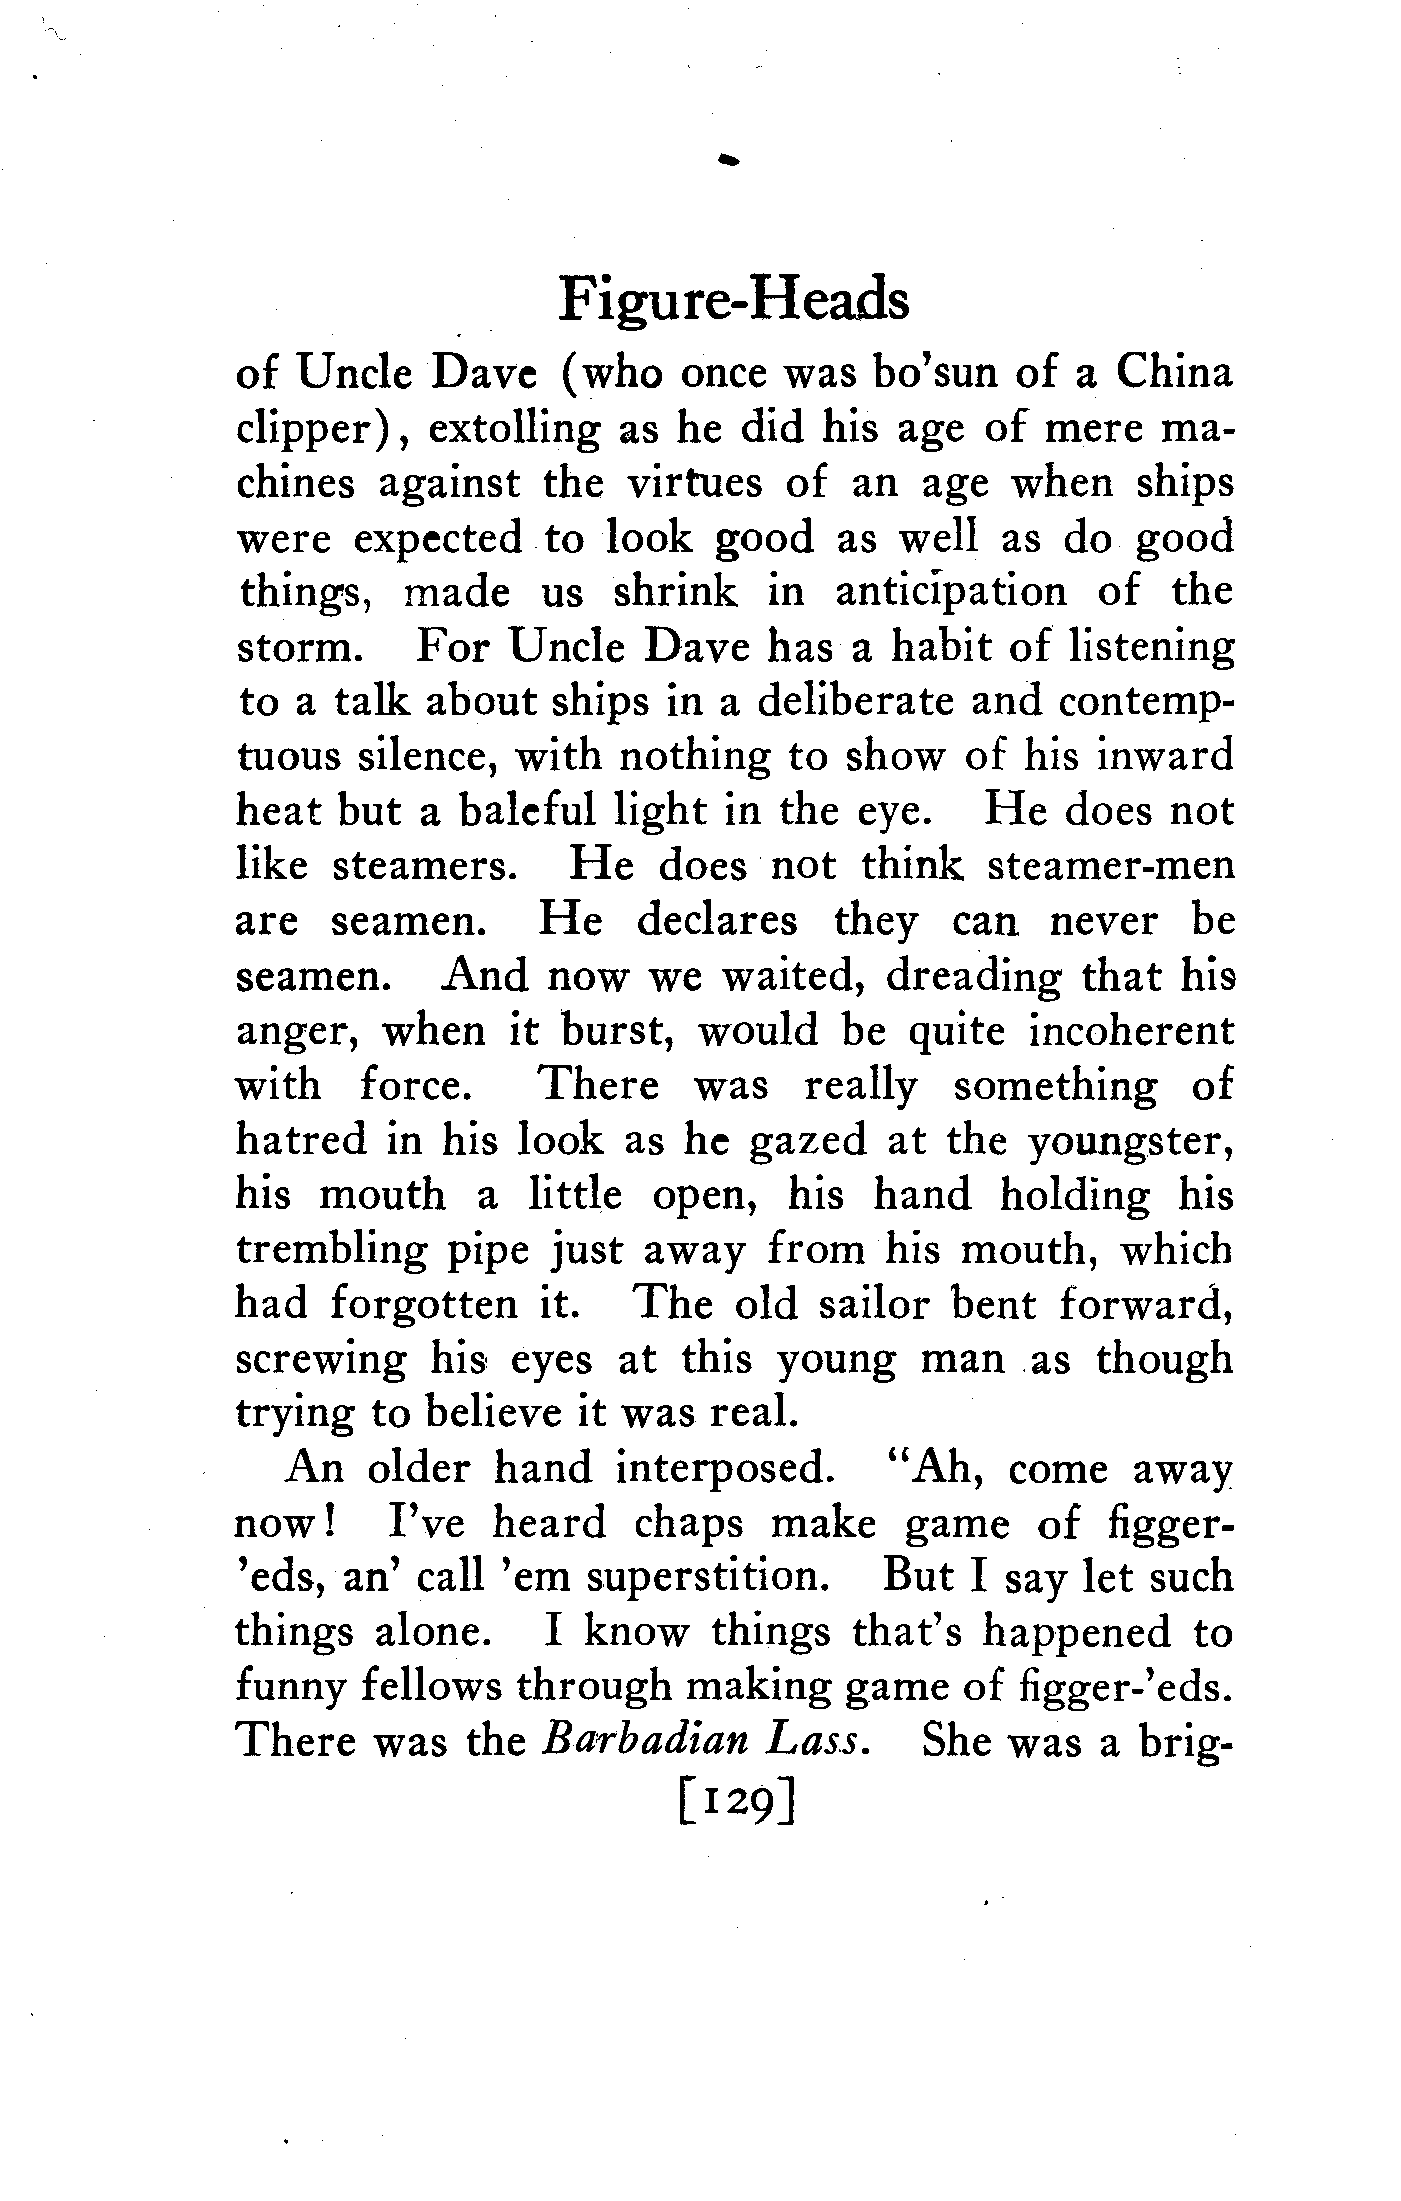 Figure-Heads
of Uncle Dave (who once was bo'sun of a China
clipper), extolling as he did his age of mere ma-
chines against the virtues of an age when ships
were expected to look good as well as do good
things, made us shrink in anticipation of the
storm. For Uncle Dave has a habit of listening
to a talk about ships in a deliberate and contemp-
tuous silence, with nothing to show of his inward
heat but a baleful light in the eye. He does not
like steamers. He does not think steamer-men
are seamen. He declares they can never be
seamen. And now we waited, dreading that his
anger, when it burst, would be quite incoherent
with force. There was really something of
hatred in his look as he gazed at the youngster,
his mouth a little open, his hand holding his
trembling pipe just away from his mouth, which
had forgotten it. The old sailor bent forward,
screwing his eyes at this young man as though
trying to believe it was real.
An older hand interposed. "Ah, come away
now! I've heard chaps make game of figger-
'eds, an' call 'em superstition. But I say let such
things alone. I know things that's happened to
funny fellows through making game of figger-'eds.
There was the Barbadian Lass. She was a brig-
[129]